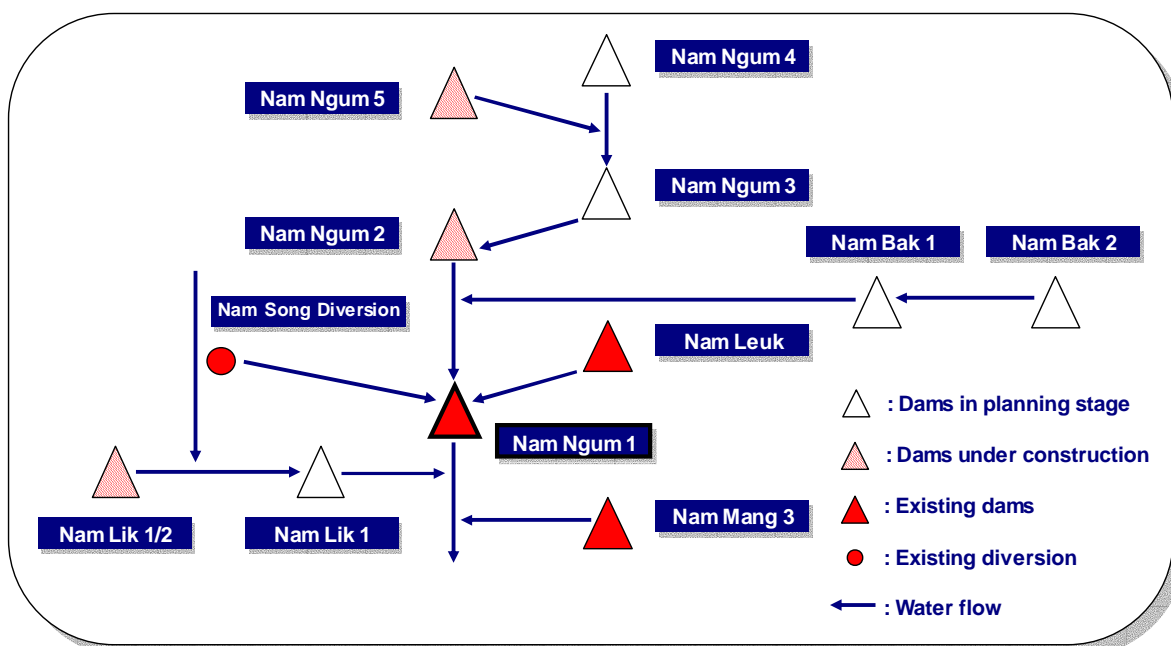 Nam Ngum 4
Nam Ngum 5
Nam Ngum 3
Nam Ngum 2
Nam Bak 1
Nam Bak 2
Nam Song Diversion
Nam Leuk
: Dams in planning stage
Nam Ngum 1
: Dams under construction
: Existing dams
Nam Mang 3
Nam Lik 1/2
Nam Lik 1
: Existing diversion
: Water flow